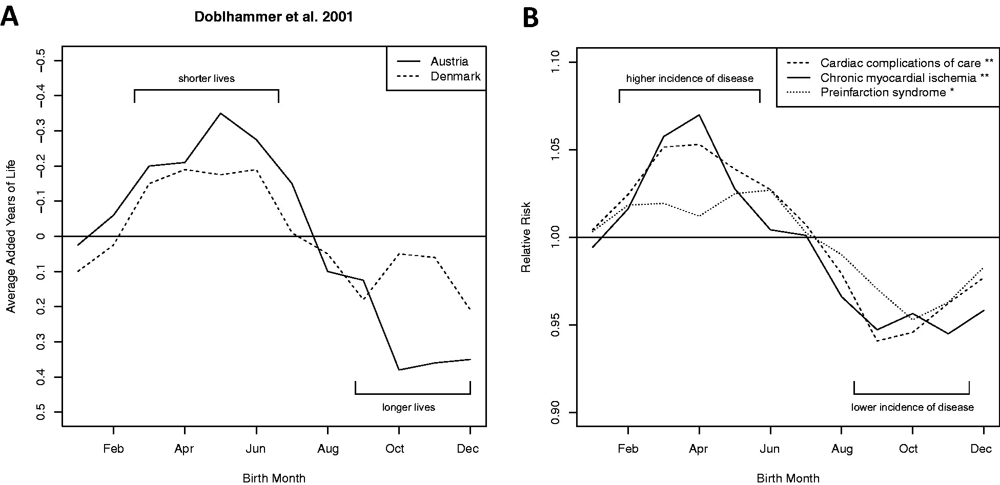 A
Doblhammer et al. 2001
Average Added Years of Life
−0.5
−0.4
−0.3
−0.2
−0.1
0
0.1
0.2
0.3
0.4
0.5
Austria
Denmark
shorter lives
longer lives
Feb Apr Jun Aug Oct Dec
Birth Month
B
Relative Risk
1.10
1.05
1.00
0.95
0.90
Cardiac complications of care **
Chronic myocardial ischemia **
Preinfarction syndrome *
higher incidence of disease
lower incidence of disease
Feb Apr Jun Aug Oct Dec
Birth Month